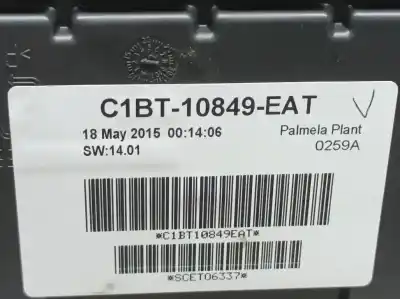 C1BT-10849-EAT
18 May 2015 00:14:06
Palmela Plant
SW:14.01
0259A
*C1BT10849EAT*
*SCET06337*